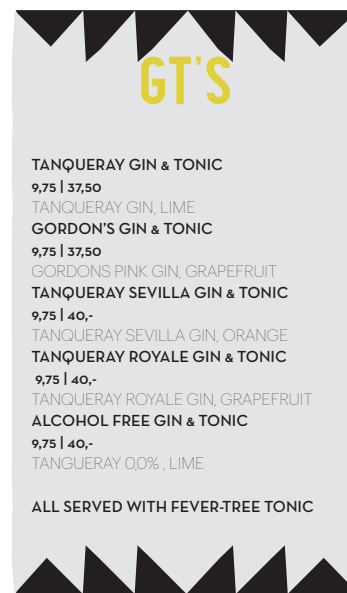 GT'S
TANQUERAY GIN & TONIC
9,75 | 37,50
TANQUERAY GIN, LIME
GORDON'S GIN & TONIC
9,75 | 37,50
GORDONS PINK GIN, GRAPEFRUIT
TANQUERAY SEVILLA GIN & TONIC
9,75 | 40,-
TANQUERAY SEVILLA GIN, ORANGE
TANQUERAY ROYALE GIN & TONIC
9,75 | 40,-
TANQUERAY ROYALE GIN, GRAPEFRUIT
ALCOHOL FREE GIN & TONIC
9,75 | 40,-
TANGUERAY 0,0% , LIME
ALL SERVED WITH FEVER-TREE TONIC